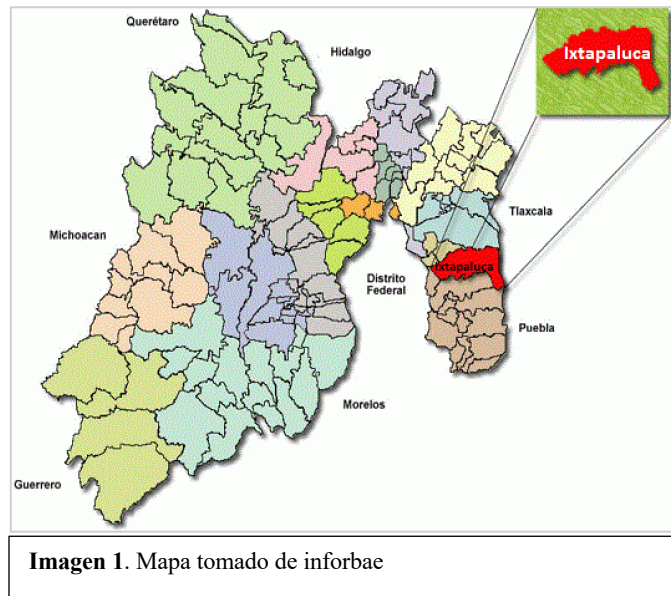 Querétaro
Hidalgo
Ixtapaluca
Tlaxcala
Michoacan
Distrito
Federal
Ixtapaluca
Puebla
Morelos
Guerrero
Imagen 1. Mapa tomado de inforbae